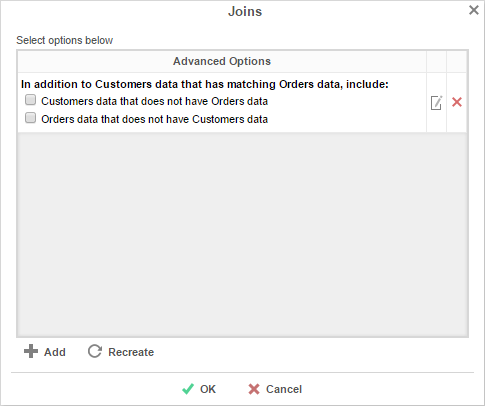 Joins
Select options below
Advanced Options
In addition to Customers data that has matching Orders data, include:
Customers data that does not have Orders data
Orders data that does not have Customers data
Add Recreate
OK Cancel